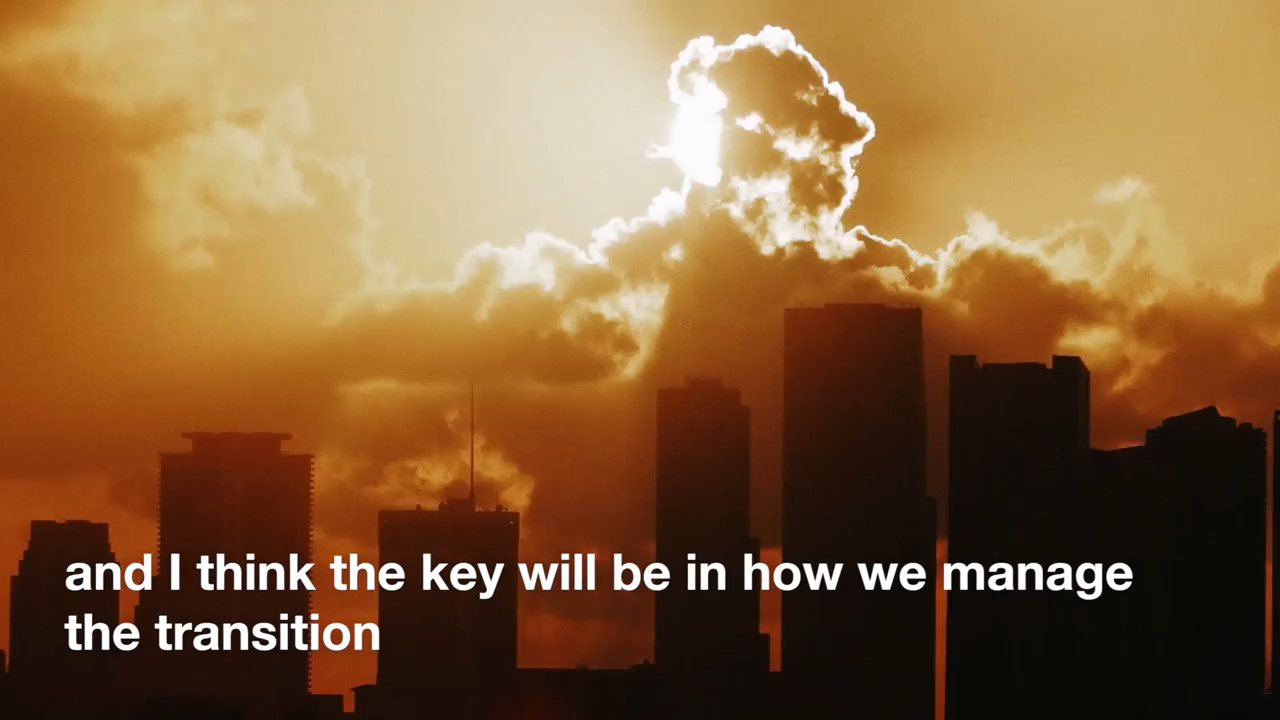 and I think the key will be in how we manage
the transition